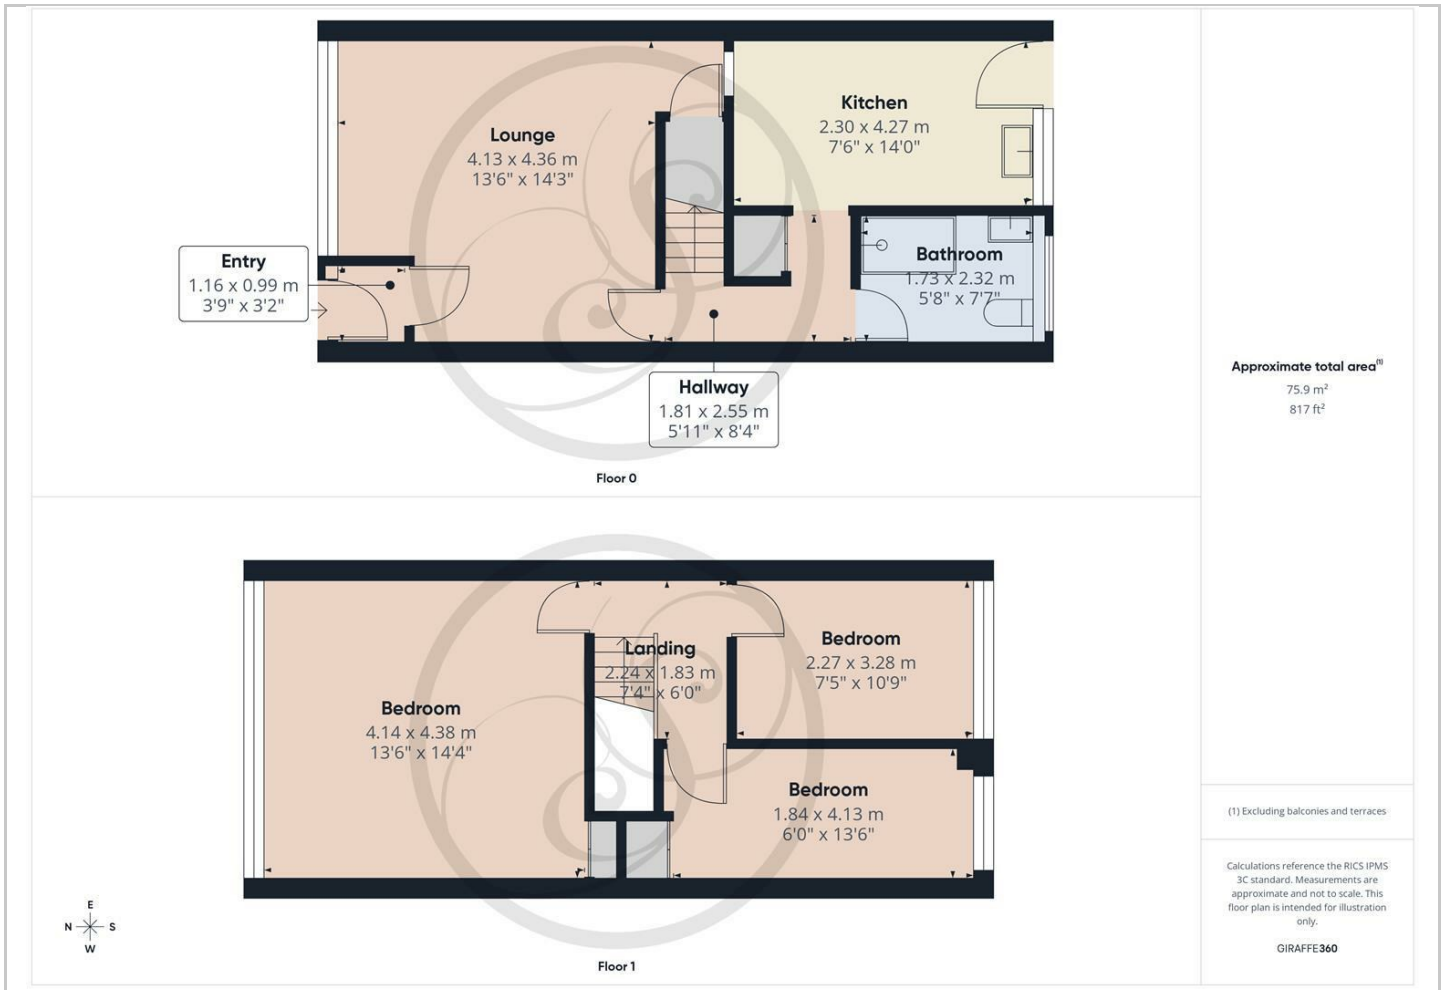 Lounge
4.13 x 4.36 m
13'6" x 14'3"
Kitchen
2.30 x 4.27 m
7'6" x 14'0"
Entry
1.16 x 0.99 m
3'9" x 3'2"
Bathroom
1.73 x 2.32 m
5'8" x 7'7"
Hallway
1.81 x 2.55 m
5'11" x 8'4"
Floor 0
Landing
2.24 x 1.83 m
7'4" x 6'0"
Bedroom
2.27 x 3.28 m
7'5" x 10'9"
Bedroom
4.14 x 4.38 m
13'6" x 14'4"
Bedroom
1.84 x 4.13 m
6'0" x 13'6"
E
N S
W
Floor 1
Approximate total area(1)
75.9 m²
817 ft²
(1) Excluding balconies and terraces
Calculations reference the RICS IPMS
3C standard. Measurements are
approximate and not to scale. This
floor plan is intended for illustration
only.
GIRAFFE360